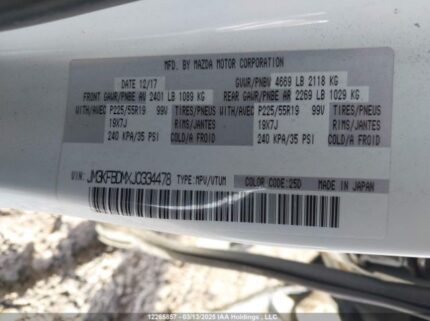 MFD. BY MAZDA MOTOR CORPORATION
DATE 12/17 GVWR/PNBV 4669 LB 2118 KG
FRONT GAWR/PNBE AV 2401 LB 1089 KG REAR GAWR/PNBE AR 2269 LB 1029 KG
WITH/AVEC P225/55R19 99V TIRES/PNEUS WITH/AVEC P225/55R19 99V TIRES/PNEUS
19X7J RIMS/JANTES 19X7J RIMS/JANTES
240 KPA/35 PSI COLD/A FROID 240 KPA/35 PSI COLD/A FROID
VIN: JM3KFBDMXJ0334478 TYPE:MPV/VTUM COLOR CODE:25D MADE IN JAPAN
12265857 - 03/13/2025 IAA Holdings, LLC